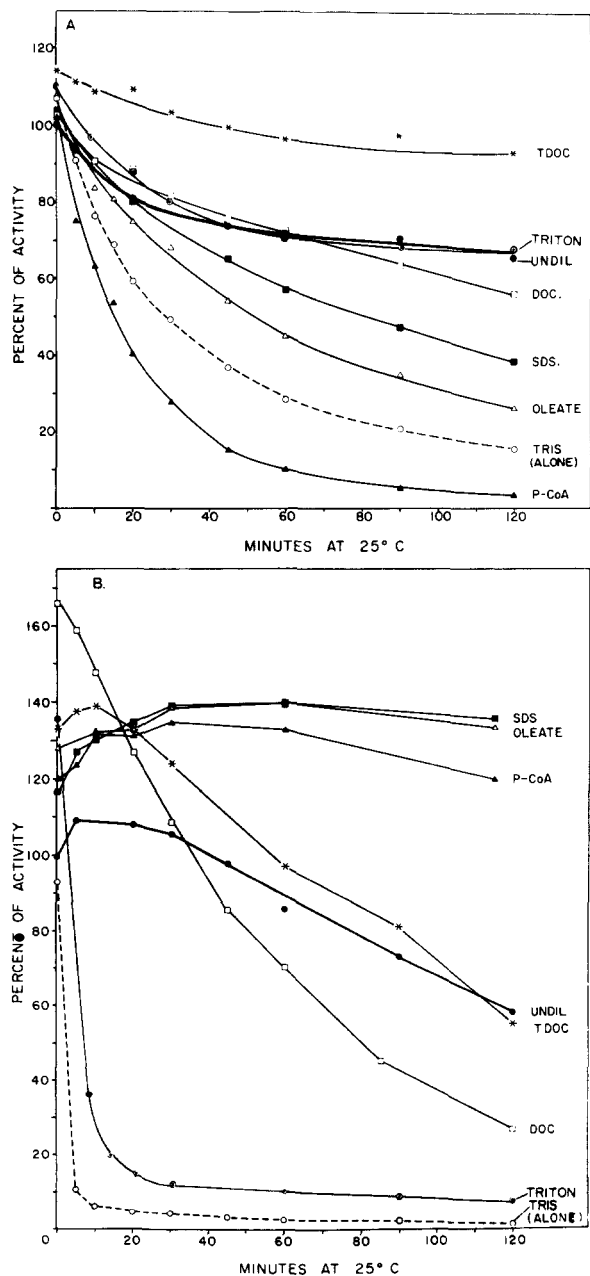 A
120
100
80
60
40
20
PERCENT OF ACTIVITY
TDOC
TRITON
UNDIL
DOC.
SDS.
OLEATE
TRIS
(ALONE)
P-CoA
0 20 40 60 80 100 120
MINUTES AT 25° C
B.
160
140
120
100
80
60
40
20
PERCENT OF ACTIVITY
SDS
OLEATE
P-CoA
UNDIL
TDOC
DOC
TRITON
TRIS
(ALONE)
0 20 40 60 80 100 120
MINUTES AT 25° C